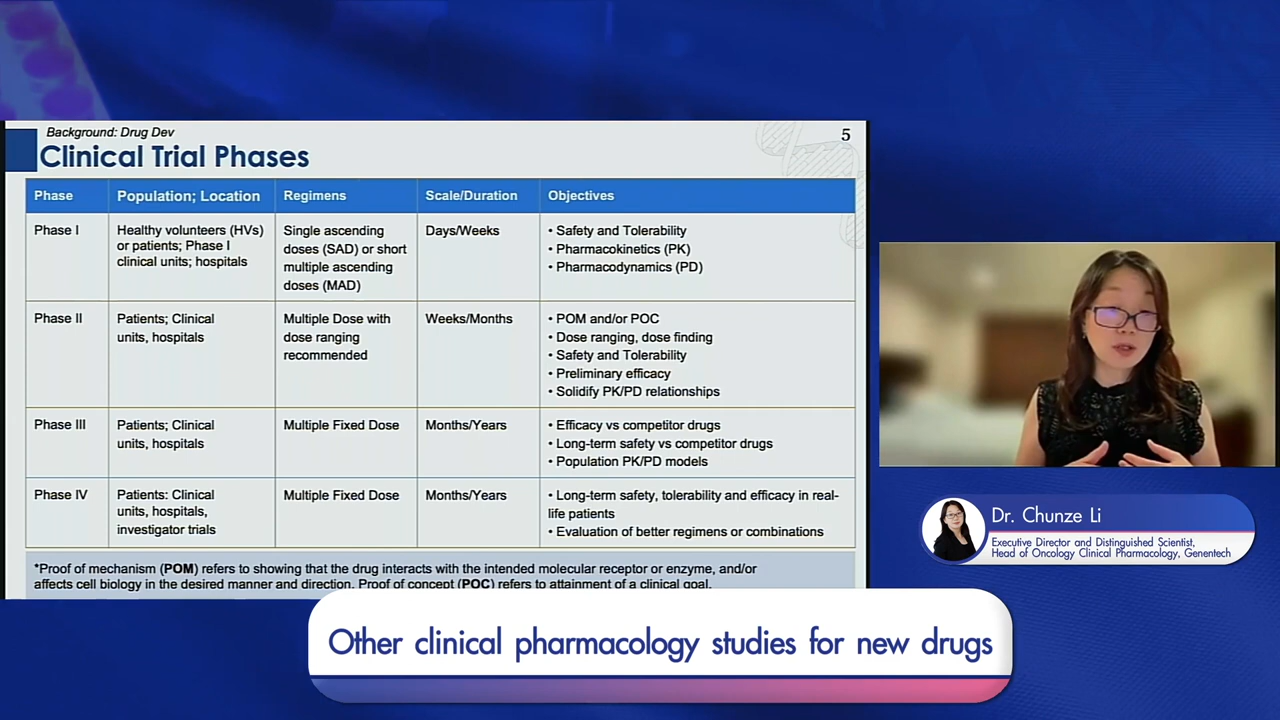 Background: Drug Dev
5
Clinical Trial Phases
Phase
Population; Location
Regimens
Scale/Duration
Objectives
Phase I
Healthy volunteers (HVs)
or patients; Phase I
clinical units; hospitals
Single ascending
doses (SAD) or short
multiple ascending
doses (MAD)
Days/Weeks
• Safety and Tolerability
• Pharmacokinetics (PK)
• Pharmacodynamics (PD)
Phase II
Patients; Clinical
units, hospitals
Multiple Dose with
dose ranging
recommended
Weeks/Months
• POM and/or POC
• Dose ranging, dose finding
• Safety and Tolerability
• Preliminary efficacy
• Solidify PK/PD relationships
Phase III
Patients; Clinical
units, hospitals
Multiple Fixed Dose
Months/Years
• Efficacy vs competitor drugs
• Long-term safety vs competitor drugs
• Population PK/PD models
Phase IV
Patients: Clinical
units, hospitals,
investigator trials
Multiple Fixed Dose
Months/Years
• Long-term safety, tolerability and efficacy in real-
life patients
• Evaluation of better regimens or combinations
*Proof of mechanism (POM) refers to showing that the drug interacts with the intended molecular receptor or enzyme, and/or
affects cell biology in the desired manner and direction. Proof of concept (POC) refers to attainment of a clinical goal.
Dr. Chunze Li
Executive Director and Distinguished Scientist,
Head of Oncology Clinical Pharmacology, Genentech
Other clinical pharmacology studies for new drugs